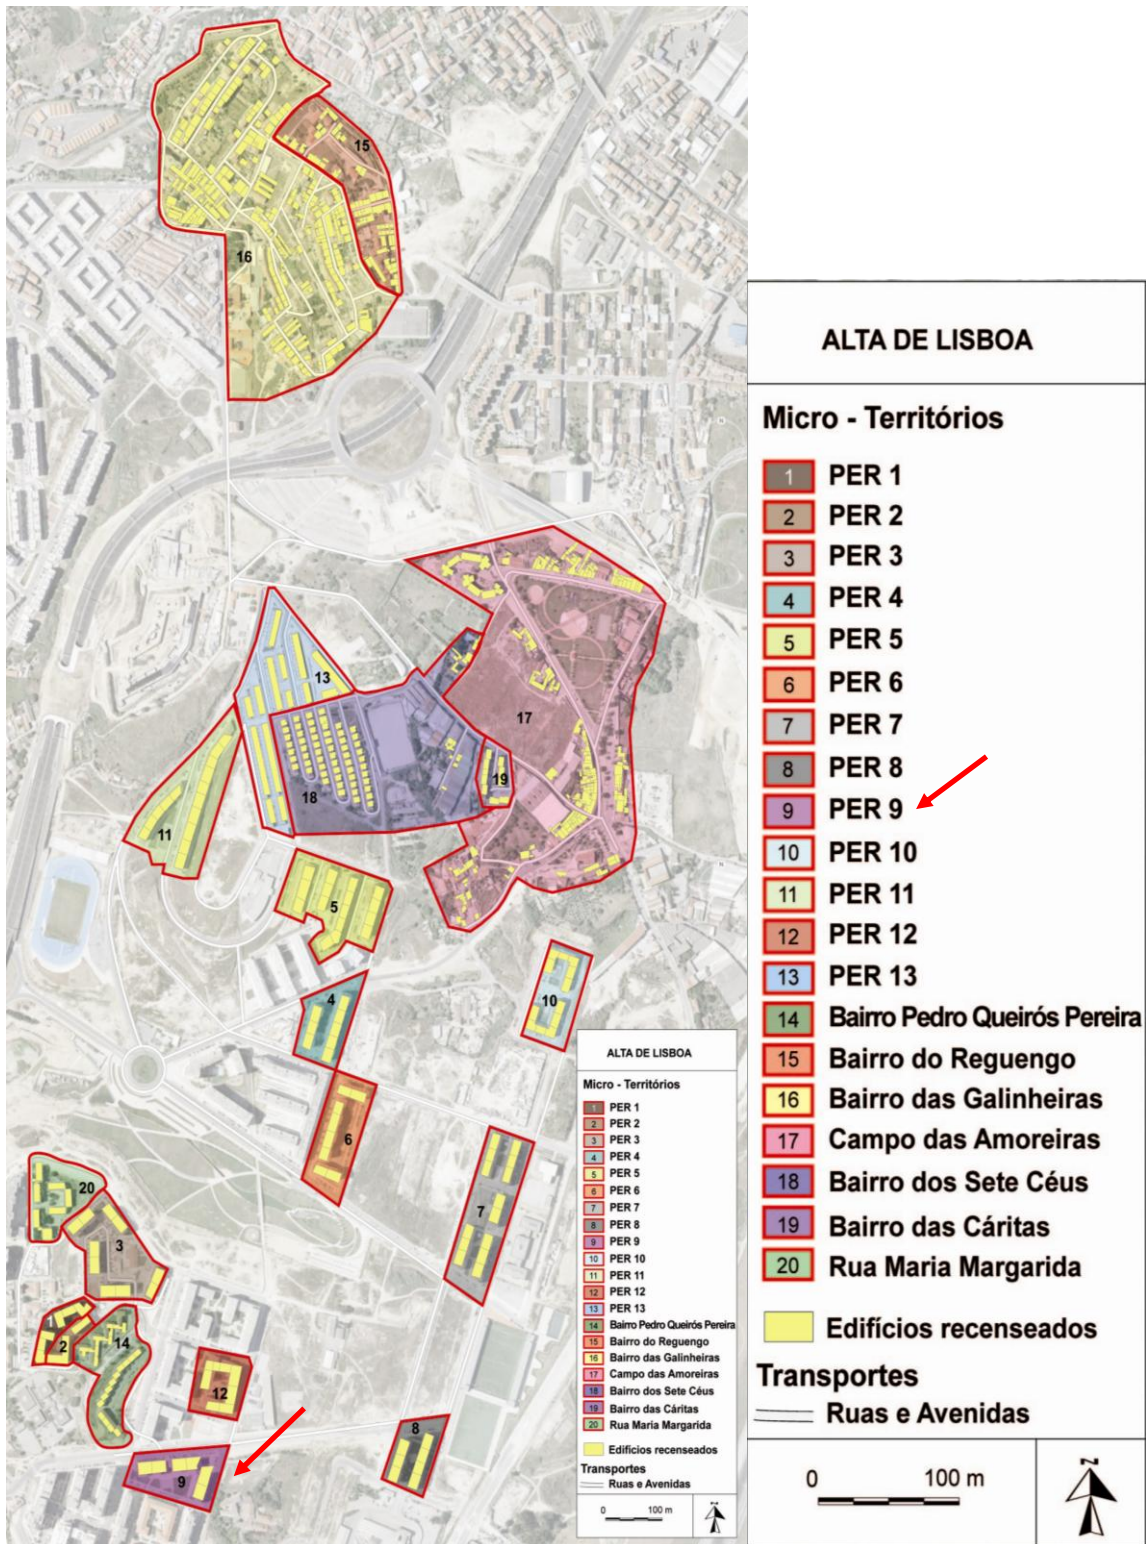 15
16
13
17
18
19
11
5
4
10
6
7
20
3
1
2
14
12
8
9
ALTA DE LISBOA
Micro - Territórios
1 PER 1
2 PER 2
3 PER 3
4 PER 4
5 PER 5
6 PER 6
7 PER 7
8 PER 8
9 PER 9
10 PER 10
11 PER 11
12 PER 12
13 PER 13
14 Bairro Pedro Queirós Pereira
15 Bairro do Reguengo
16 Bairro das Galinheiras
17 Campo das Amoreiras
18 Bairro dos Sete Céus
19 Bairro das Cáritas
20 Rua Maria Margarida
Edifícios recenseados
Transportes
Ruas e Avenidas
0 100 m
N
ALTA DE LISBOA
Micro - Territórios
1 PER 1
2 PER 2
3 PER 3
4 PER 4
5 PER 5
6 PER 6
7 PER 7
8 PER 8
9 PER 9
10 PER 10
11 PER 11
12 PER 12
13 PER 13
14 Bairro Pedro Queirós Pereira
15 Bairro do Reguengo
16 Bairro das Galinheiras
17 Campo das Amoreiras
18 Bairro dos Sete Céus
19 Bairro das Cáritas
20 Rua Maria Margarida
Edifícios recenseados
Transportes
Ruas e Avenidas
0 100 m
N